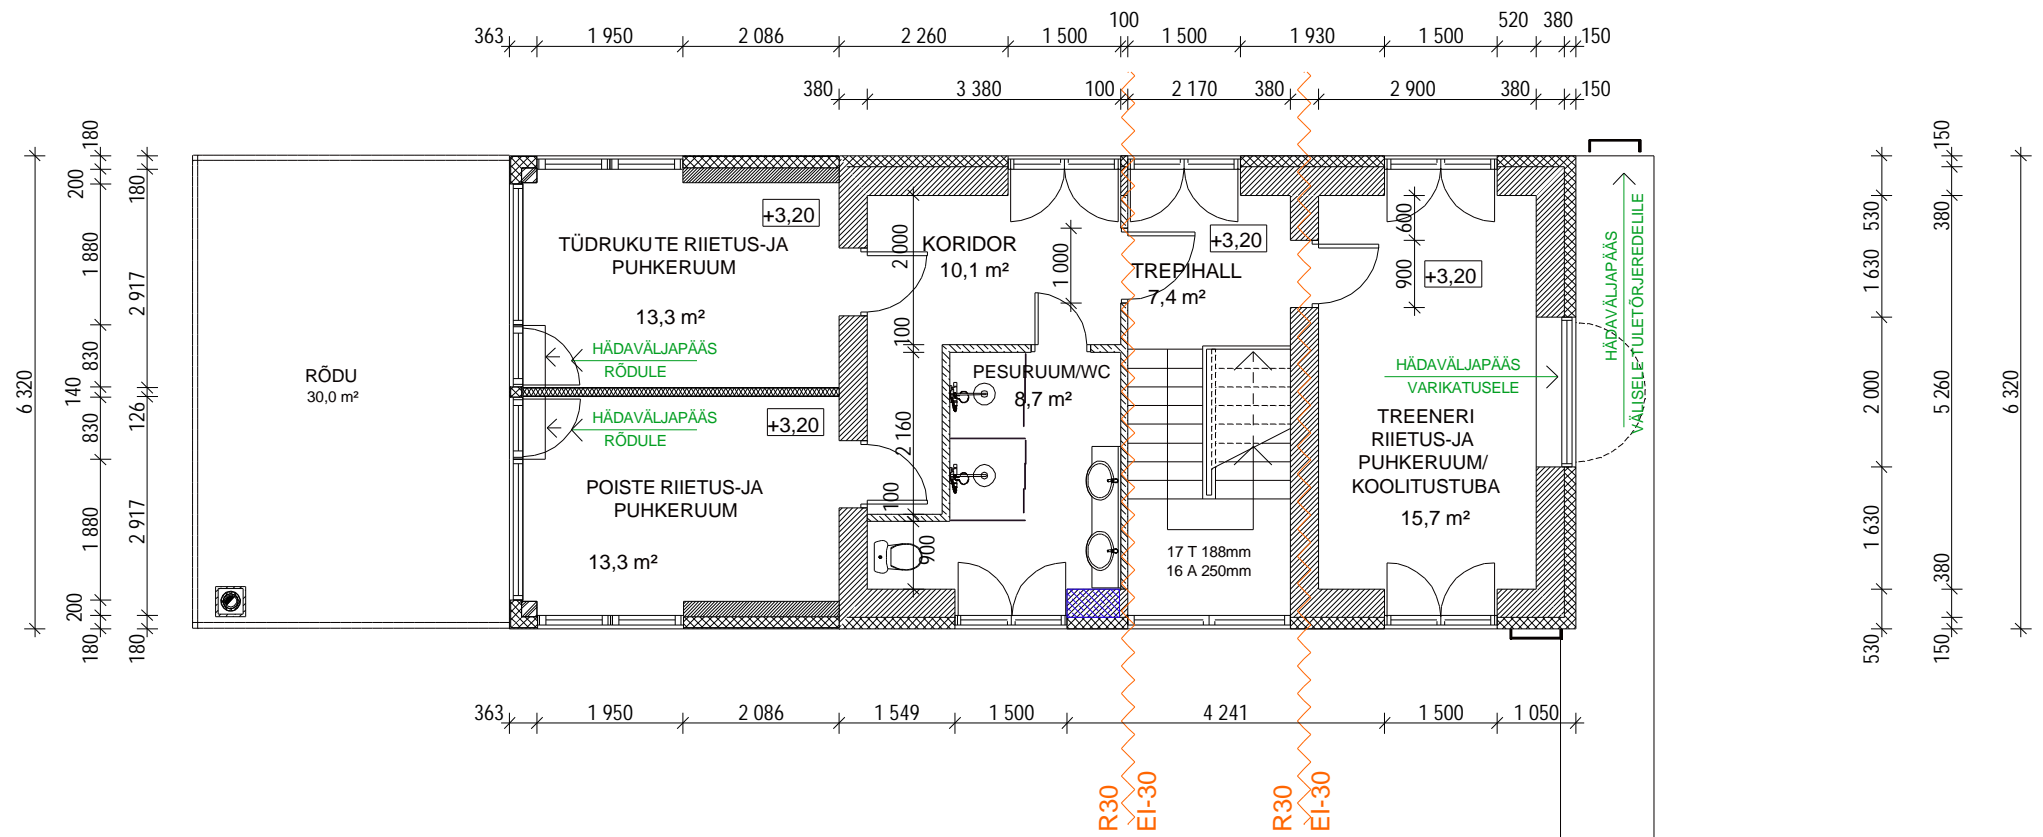 100
520 380
363 1 950 2 086 2 260 1 500 1 500 1 930 1 500 150
380 3 380 100 2 170 380 2 900 380 150
180
200
1 880
830
140
830
1 880
200
180
180
2 917
126
2 917
180
6 320
RÕDU
30,0 m²
+3,20
TÜDRUKUTE RIIETUS-JA
PUHKERUUM
13,3 m²
HÄDAVÄLJAPÄÄS
RÕDULE
HÄDAVÄLJAPÄÄS
RÕDULE
+3,20
POISTE RIIETUS-JA
PUHKERUUM
13,3 m²
2 000
100
2 160
100
900
KORIDOR
10,1 m²
1 000
PESURUUM/WC
8,7 m²
+3,20
TREPIHALL
7,4 m²
17 T 188mm
16 A 250mm
600
900
+3,20
HÄDAVÄLJAPÄÄS
VARIKATUSELE
TREENERI
RIIETUS-JA
PUHKERUUM/
KOOLITUSTUBA
15,7 m²
HÄDAVÄLJAPÄÄS
VÄLISELE TULETÕRJEREDELILE
530
1 630
2 000
1 630
530
150
380
5 260
380
150
6 320
363 1 950 2 086 1 549 1 500 4 241 1 500 1 050
R30
EI-30
R30
EI-30